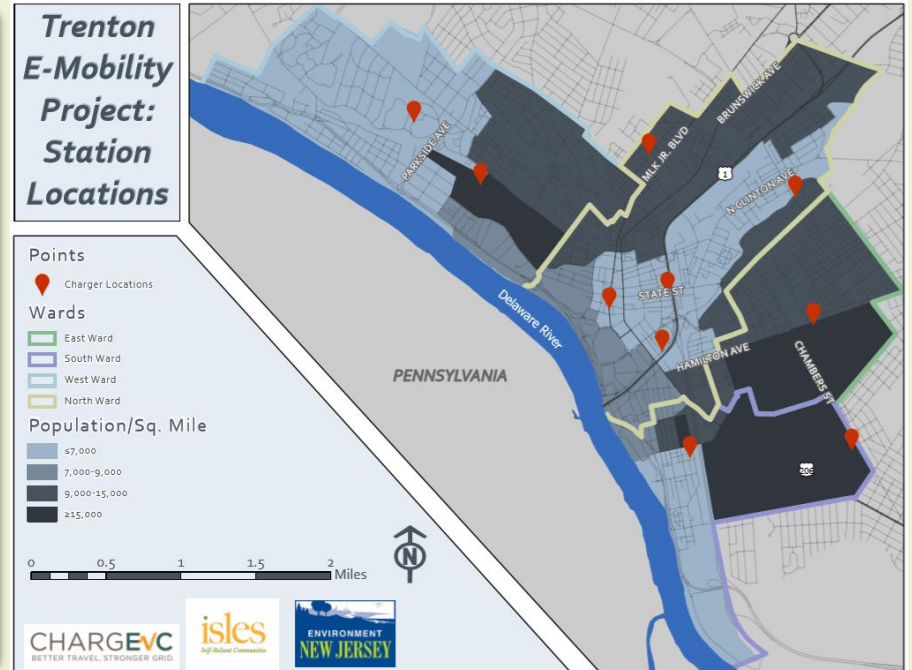 Trenton
E-Mobility
Project:
Station
Locations
Points
Charger Locations
Wards
East Ward
South Ward
West Ward
North Ward
Population/Sq. Mile
≤7,000
7,000-9,000
9,000-15,000
≥15,000
0 0.5 1 1.5 2
Miles
N
CHARGEVC
BETTER TRAVEL, STRONGER GRID.
isles
Self-Reliant Communities
ENVIRONMENT
NEW JERSEY
PARKSIDE AVE
MLK JR. BLVD
BRUNSWICK AVE
1
N CLINTON AVE
STATE ST
Delaware River
HAMILTON AVE
CHAMBERS ST
PENNSYLVANIA
206